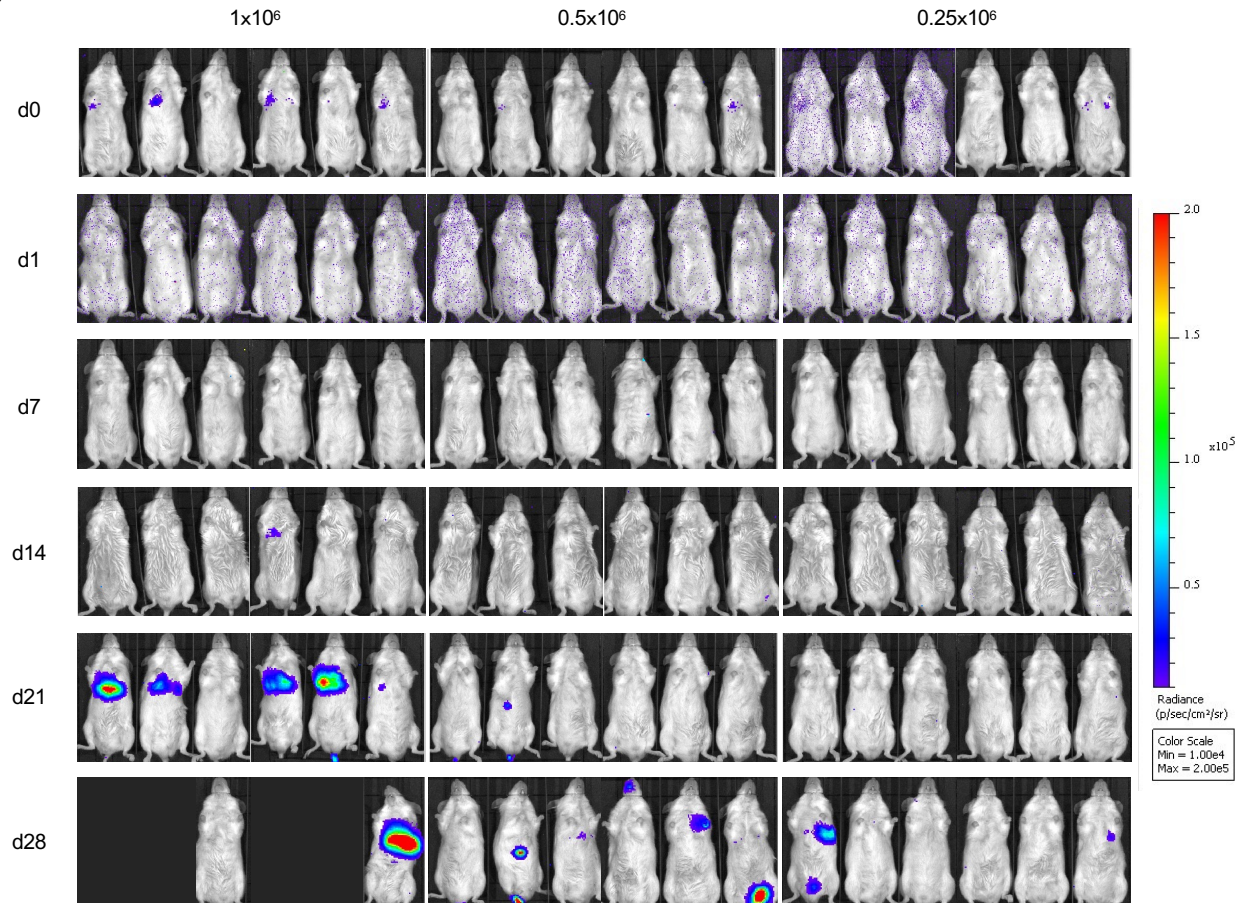 1x10⁶ 0.5x10⁶ 0.25x10⁶
d0
d1
d7
d14
d21
d28
2.0
1.5
1.0
x10⁵
0.5
Radiance
(p/sec/cm²/sr)
Color Scale
Min = 1.00e4
Max = 2.00e5